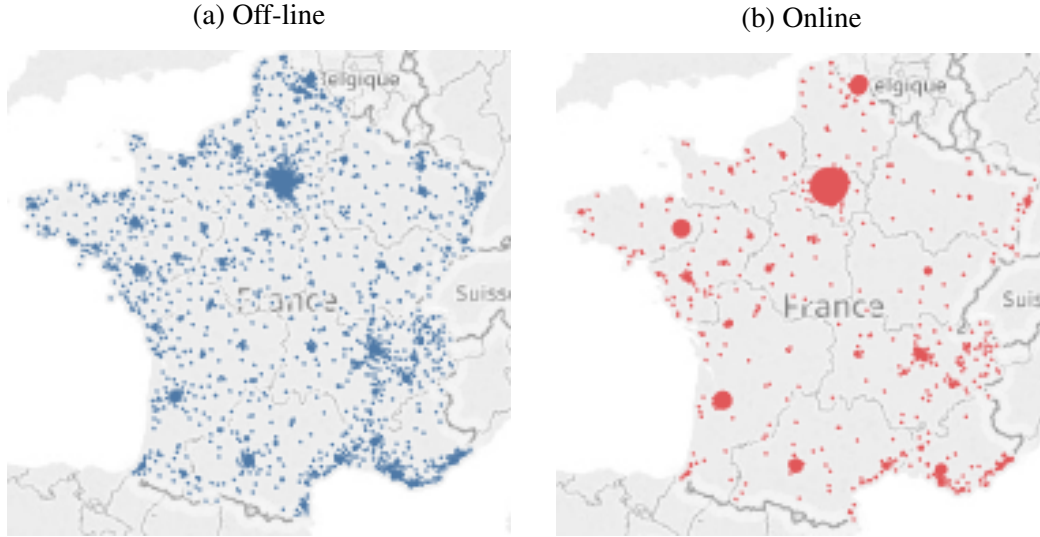 (a) Off-line
(b) Online
elgique
elgique
France
France
Suisse
Suis